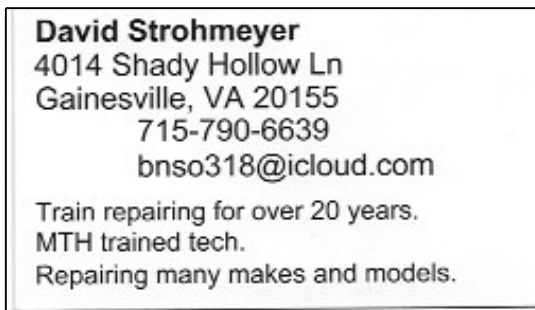 David Strohmeyer
4014 Shady Hollow Ln
Gainesville, VA 20155
715-790-6639
bnso318@icloud.com
Train repairing for over 20 years.
MTH trained tech.
Repairing many makes and models.